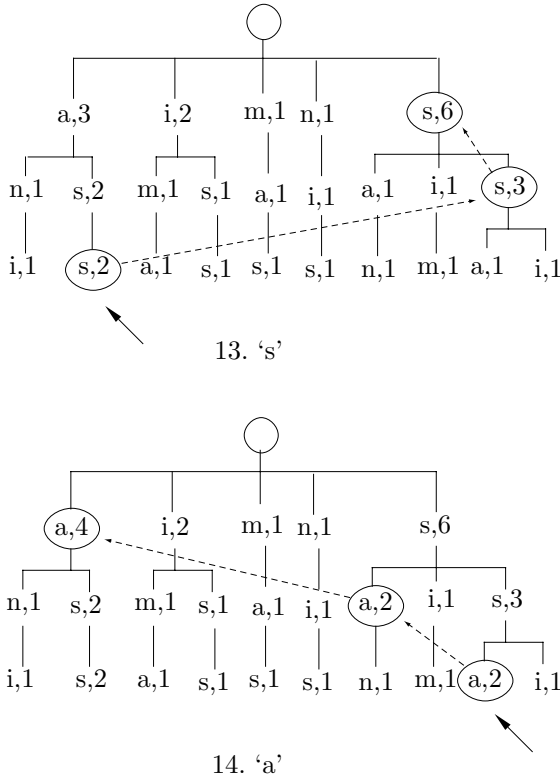 a,3 i,2 m,1 n,1 s,6
n,1 s,2 m,1 s,1 a,1 i,1 a,1 i,1 s,3
i,1 s,2 a,1 s,1 s,1 s,1 n,1 m,1 a,1 i,1
13. ‘s’
a,4 i,2 m,1 n,1 s,6
n,1 s,2 m,1 s,1 a,1 i,1 a,2 i,1 s,3
i,1 s,2 a,1 s,1 s,1 s,1 n,1 m,1 a,2 i,1
14. ‘a’